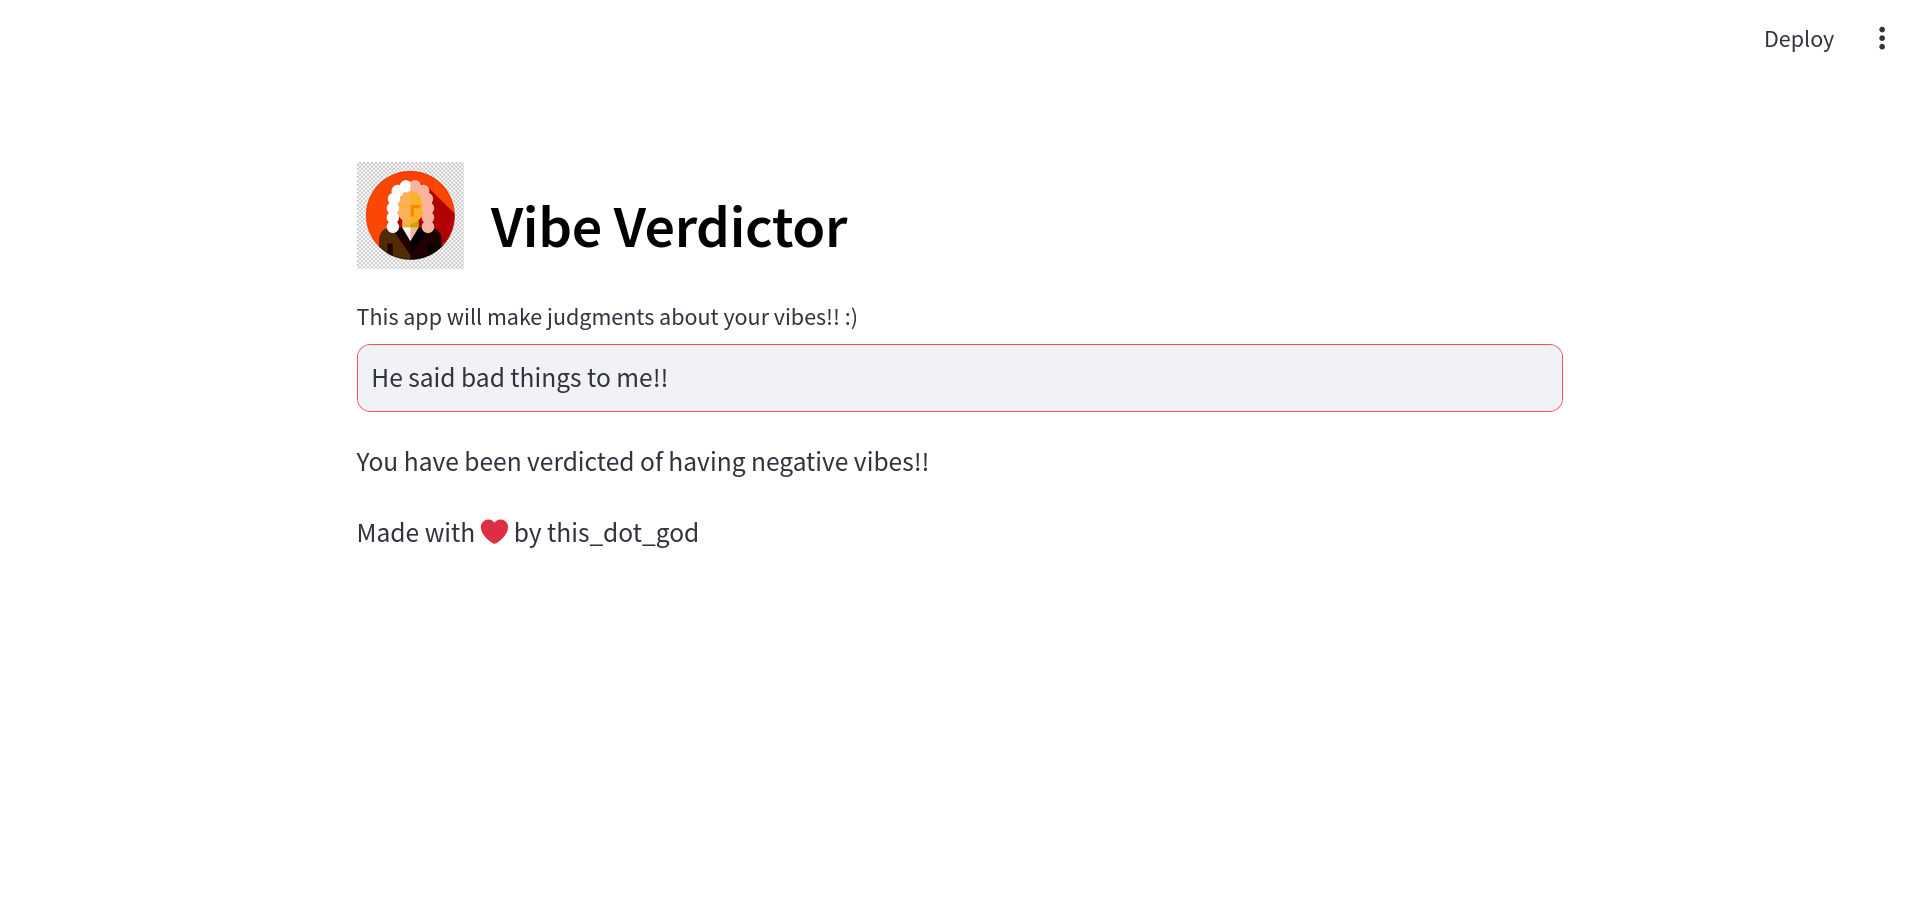 Deploy
Vibe Verdictor
This app will make judgments about your vibes!! :)
He said bad things to me!!
You have been verdicted of having negative vibes!!
Made with ❤️ by this_dot_god